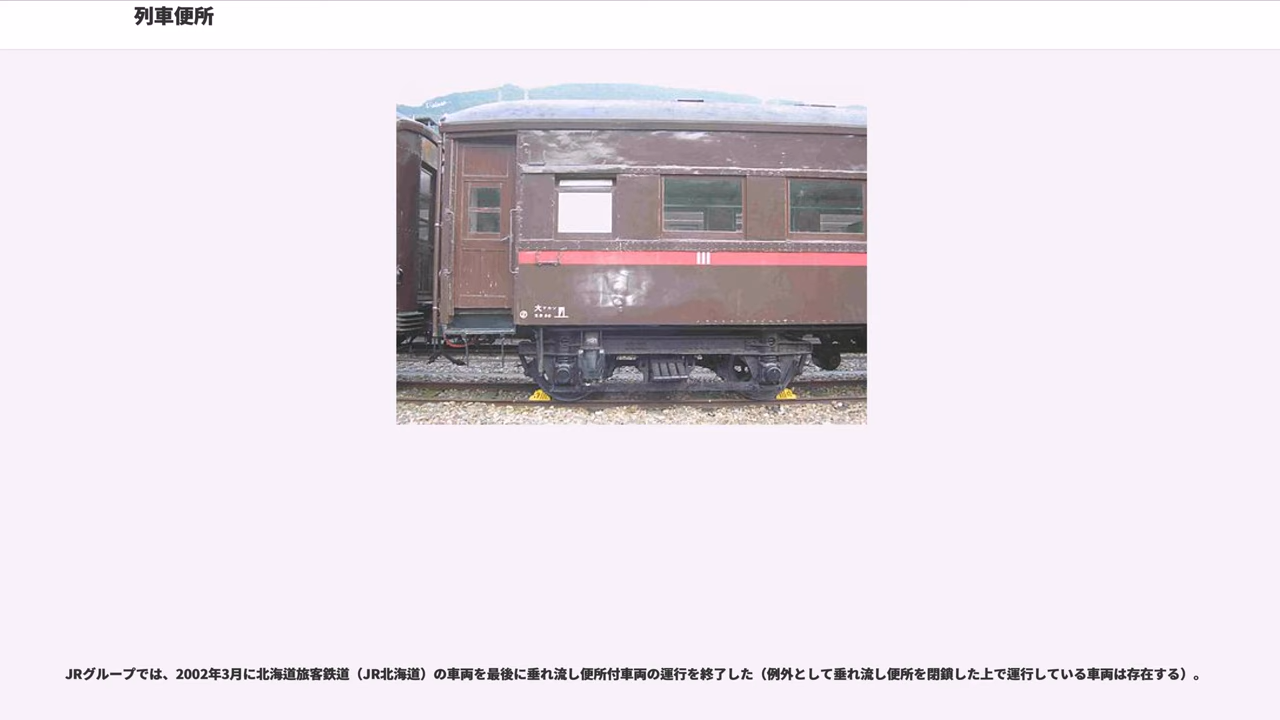 列車便所
III
大
JRグループでは、2002年3月に北海道旅客鉄道（JR北海道）の車両を最後に垂れ流し便所付車両の運行を終了した（例外として垂れ流し便所を閉鎖した上で運行している車両は存在する）。